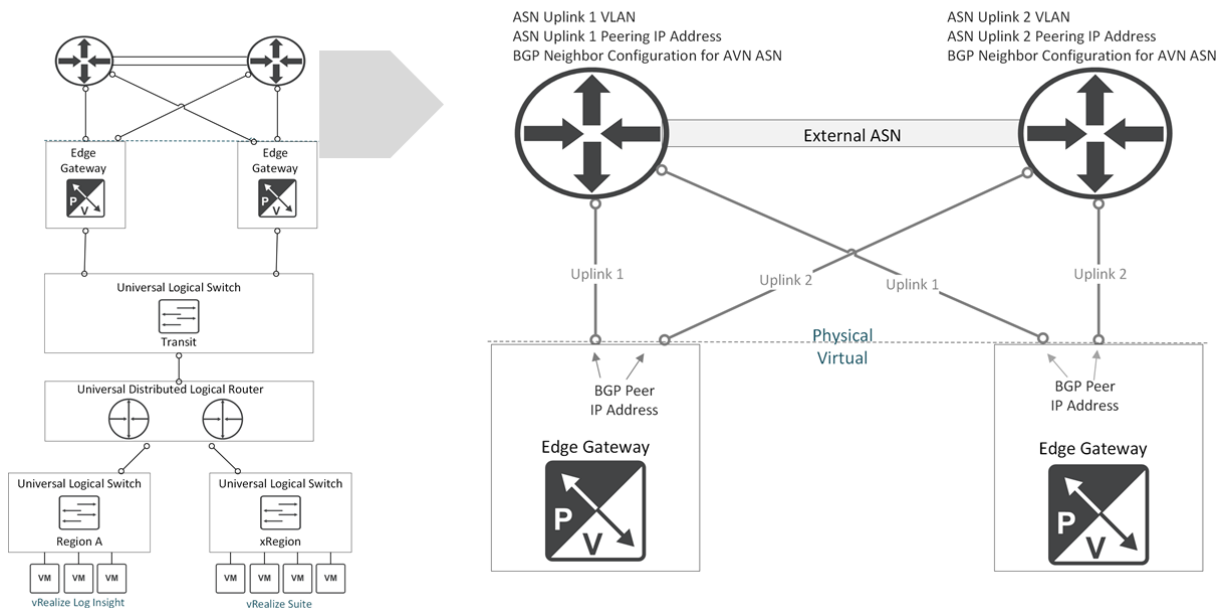 Edge
Gateway
P
V
Edge
Gateway
P
V
Universal Logical Switch
Transit
Universal Distributed Logical Router
Universal Logical Switch
Region A
VM
VM
VM
vRealize Log Insight
Universal Logical Switch
xRegion
VM
VM
VM
VM
vRealize Suite
ASN Uplink 1 VLAN
ASN Uplink 1 Peering IP Address
BGP Neighbor Configuration for AVN ASN
ASN Uplink 2 VLAN
ASN Uplink 2 Peering IP Address
BGP Neighbor Configuration for AVN ASN
External ASN
Uplink 1
Uplink 2
Uplink 1
Uplink 2
Physical
Virtual
BGP Peer
IP Address
Edge Gateway
P
V
BGP Peer
IP Address
Edge Gateway
P
V